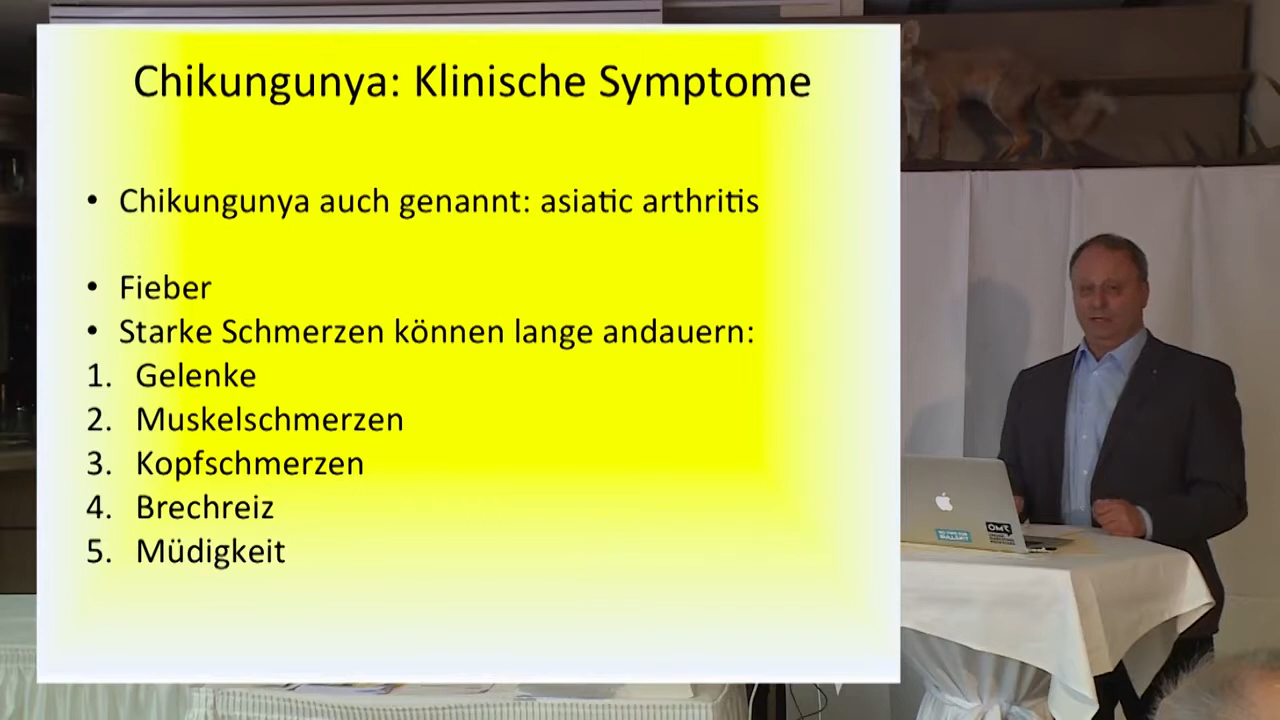 Chikungunya: Klinische Symptome
• Chikungunya auch genannt: asiatic arthritis
• Fieber
• Starke Schmerzen können lange andauern:
1. Gelenke
2. Muskelschmerzen
3. Kopfschmerzen
4. Brechreiz
5. Müdigkeit
OMR